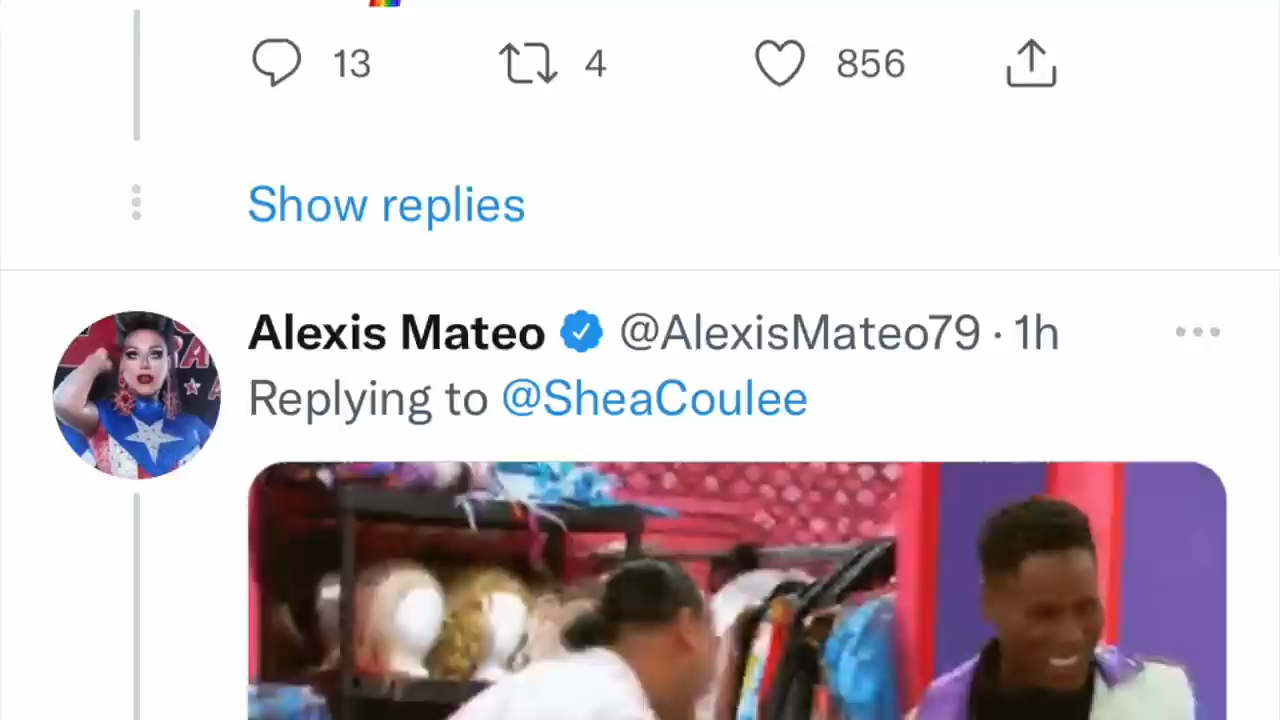 13 4 856
Show replies
Alexis Mateo @AlexisMateo79 · 1h
Replying to @SheaCoulee